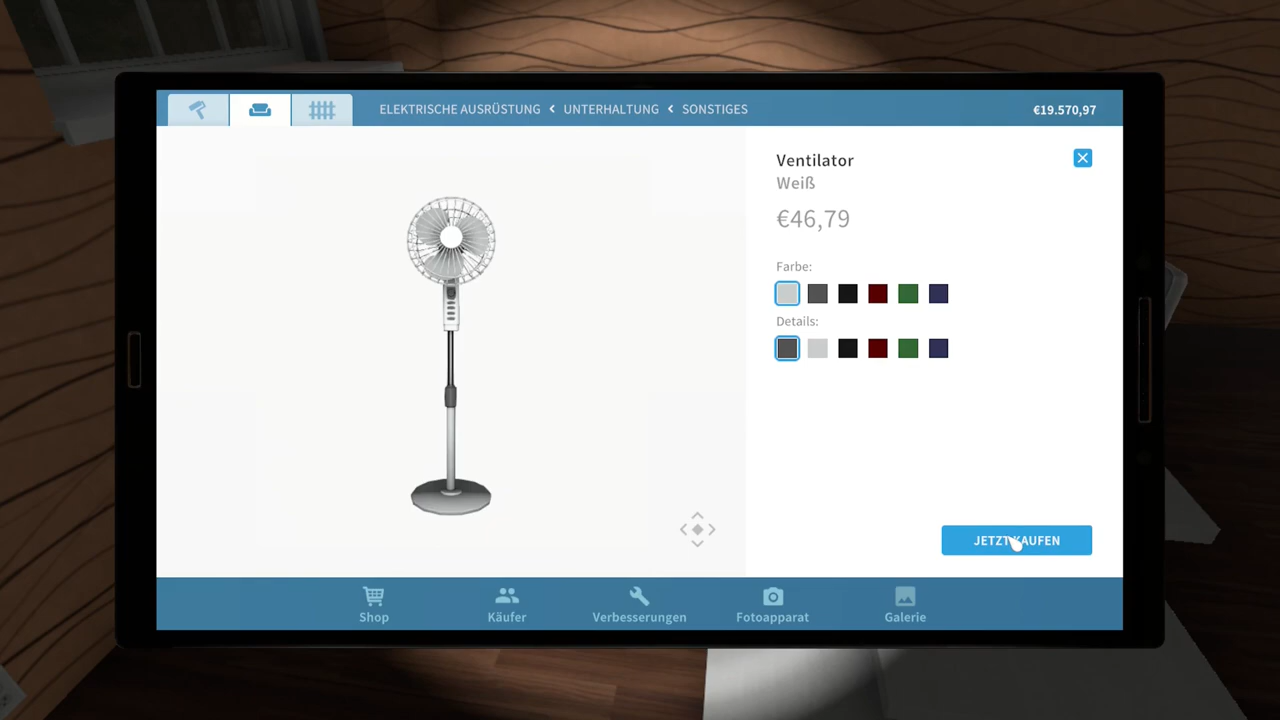 ELEKTRISCHE AUSRÜSTUNG < UNTERHALTUNG < SONSTIGES
€19.570,97
Ventilator
Weiß
€46,79
Farbe:
Details:
JETZT KAUFEN
Shop
Käufer
Verbesserungen
Fotoapparat
Galerie